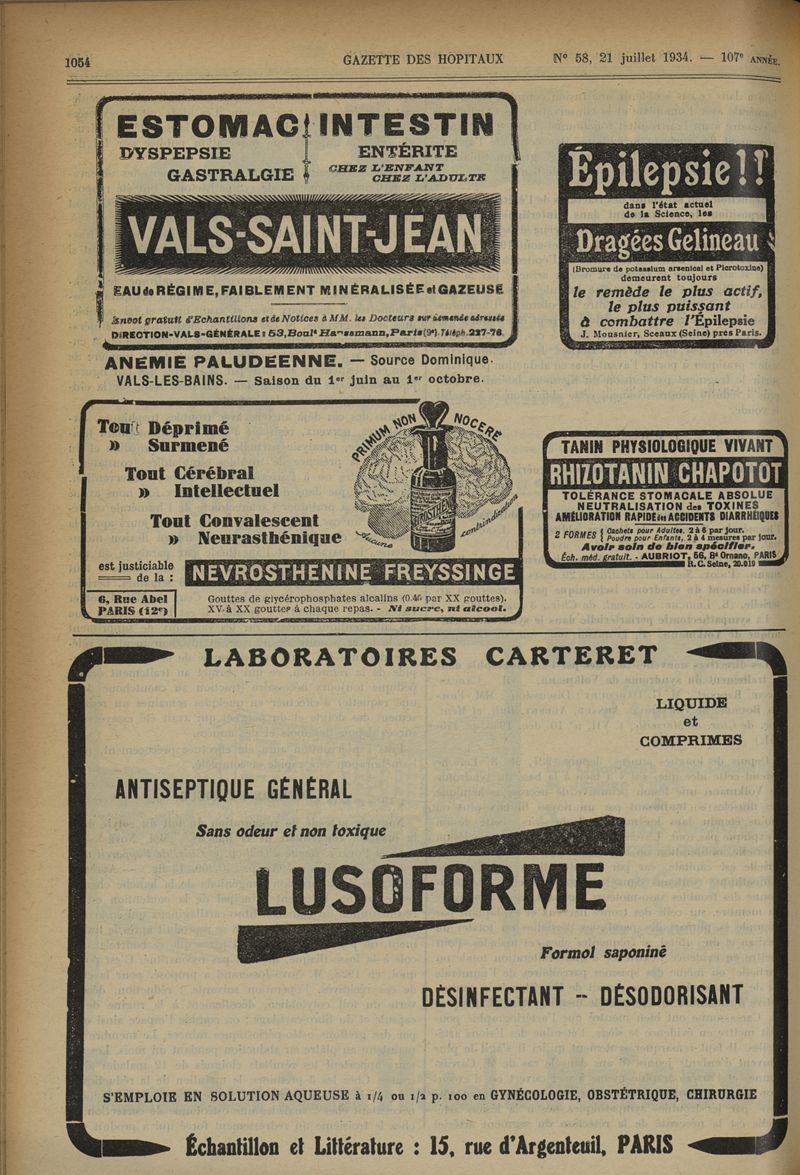 1054
GAZETTE DES HÔPITAUX
N° 58, 21 juillet 1934. — 107e ANNÉE.
ESTOMAC INTESTIN
DYSPEPSIE
GASTRALGIE
ENTÉRITE
CHEZ L'ENFANT
CHEZ L'ADULTE
VALS-SAINT-JEAN
EAU de RÉGIME, FAIBLEMENT MINÉRALISÉE et GAZEUSE
Envoi gratuit d'Echantillons et de Notices à MM. les Docteurs sur demande adressée
DIRECTION-VALS-GÉNÉRALE : 53, Boult Haussmann, Paris (9e). Téléph. 227-76.
ANEMIE PALUDÉENNE. — Source Dominique.
VALS-LES-BAINS. — Saison du 1er juin au 1er octobre.
Épilepsie!!
dans l'état actuel
de la Science, les
Dragées Gelineau
(Bromure de potassium arsenical et Picrotoxine)
demeurent toujours
le remède le plus actif,
le plus puissant
à combattre l'Épilepsie
J. Mousnier, Sceaux (Seine) près Paris.
Tout Déprimé
» Surmené
Tout Cérébral
» Intellectuel
Tout Convalescent
» Neurasthénique
PRIMUM NON NOCERE
Aucune contrindication
est justiciable
de la :
NEVROSTHENINE FREYSSINGE
6, Rue Abel
PARIS (12e)
Gouttes de glycérophosphates alcalins (0.40 par XX gouttes).
XV à XX gouttes à chaque repas. - Ni sucre, ni alcool.
TANIN PHYSIOLOGIQUE VIVANT
RHIZOTANIN CHAPOTOT
TOLÉRANCE STOMACALE ABSOLUE
NEUTRALISATION des TOXINES
AMÉLIORATION RAPIDE des ACCIDENTS DIARRHÉIQUES
2 FORMES { Cachets pour Adultes, 2 à 6 par jour.
Poudre pour Enfants, 2 à 4 mesures par jour.
Avoir soin de bien spécifier.
Éch. méd. gratuit. - AUBRIOT, 56, Bd Ornano, PARIS
R. C. Seine, 20.019
LABORATOIRES CARTERET
LIQUIDE
et
COMPRIMES
ANTISEPTIQUE GÉNÉRAL
Sans odeur et non toxique
LUSOFORME
Formol saponiné
DÉSINFECTANT -- DÉSODORISANT
S'EMPLOIE EN SOLUTION AQUEUSE à 1/4 ou 1/2 p. 100 en GYNÉCOLOGIE, OBSTÉTRIQUE, CHIRURGIE
Échantillon et Littérature : 15, rue d'Argenteuil, PARIS